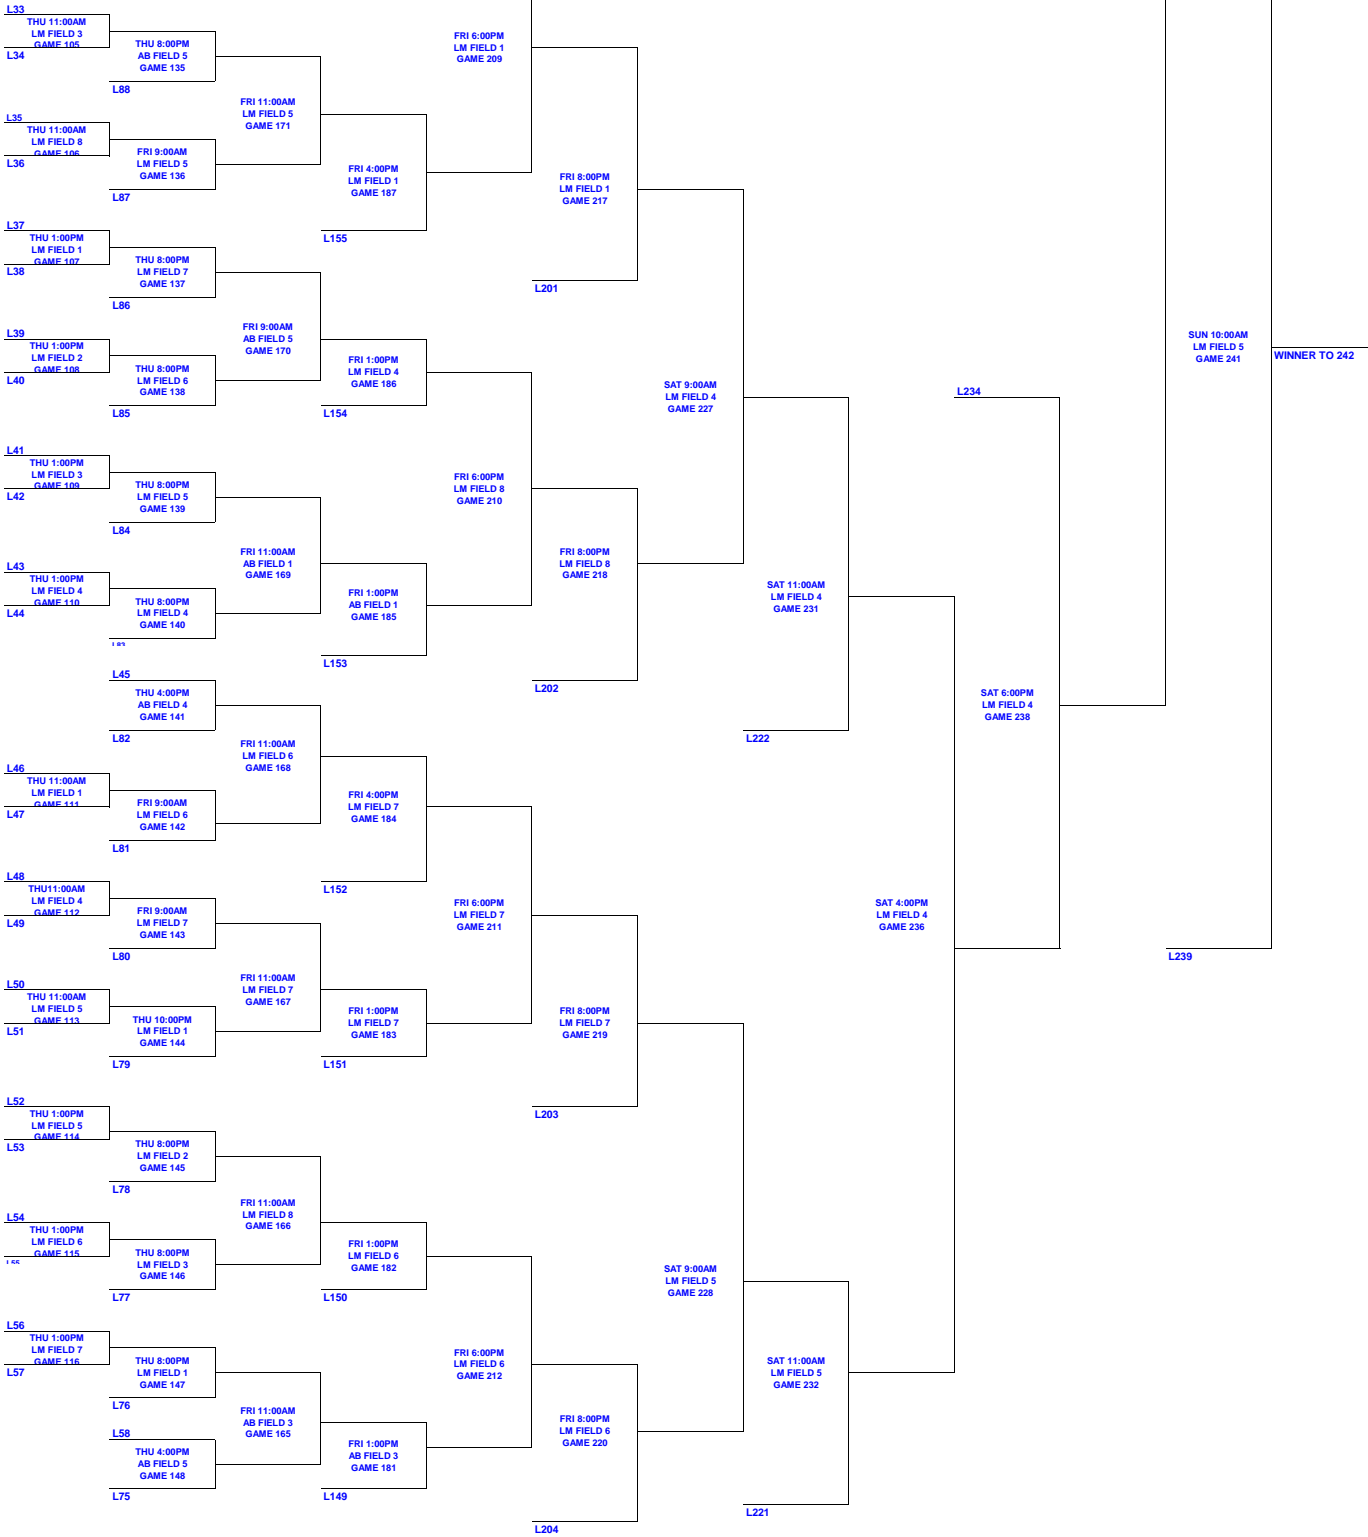 L33
THU 11:00AM
LM FIELD 3
GAME 105
L34
THU 8:00PM
AB FIELD 5
GAME 135
L88
L35
THU 11:00AM
LM FIELD 8
GAME 106
L36
FRI 9:00AM
LM FIELD 5
GAME 136
L87
FRI 11:00AM
LM FIELD 5
GAME 171
FRI 4:00PM
LM FIELD 1
GAME 187
L155
FRI 6:00PM
LM FIELD 1
GAME 209
L37
THU 1:00PM
LM FIELD 1
GAME 107
L38
THU 8:00PM
LM FIELD 7
GAME 137
L86
L39
THU 1:00PM
LM FIELD 2
GAME 108
L40
THU 8:00PM
LM FIELD 6
GAME 138
L85
FRI 9:00AM
AB FIELD 5
GAME 170
FRI 1:00PM
LM FIELD 4
GAME 186
L154
FRI 8:00PM
LM FIELD 1
GAME 217
L201
L41
THU 1:00PM
LM FIELD 3
GAME 109
L42
THU 8:00PM
LM FIELD 5
GAME 139
L84
L43
THU 1:00PM
LM FIELD 4
GAME 110
L44
THU 8:00PM
LM FIELD 4
GAME 140
FRI 11:00AM
AB FIELD 1
GAME 169
FRI 1:00PM
AB FIELD 1
GAME 185
L153
FRI 6:00PM
LM FIELD 8
GAME 210
FRI 8:00PM
LM FIELD 8
GAME 218
L202
SAT 9:00AM
LM FIELD 4
GAME 227
SAT 11:00AM
LM FIELD 4
GAME 231
L222
L45
THU 4:00PM
AB FIELD 4
GAME 141
L82
L46
THU 11:00AM
LM FIELD 1
GAME 111
L47
FRI 9:00AM
LM FIELD 6
GAME 142
L81
FRI 11:00AM
LM FIELD 6
GAME 168
FRI 4:00PM
LM FIELD 7
GAME 184
L152
L48
THU11:00AM
LM FIELD 4
GAME 112
L49
FRI 9:00AM
LM FIELD 7
GAME 143
L80
L50
THU 11:00AM
LM FIELD 5
GAME 113
L51
THU 10:00PM
LM FIELD 1
GAME 144
L79
FRI 11:00AM
LM FIELD 7
GAME 167
FRI 1:00PM
LM FIELD 7
GAME 183
L151
FRI 6:00PM
LM FIELD 7
GAME 211
FRI 8:00PM
LM FIELD 7
GAME 219
L203
L52
THU 1:00PM
LM FIELD 5
GAME 114
L53
THU 8:00PM
LM FIELD 2
GAME 145
L78
L54
THU 1:00PM
LM FIELD 6
GAME 115
THU 8:00PM
LM FIELD 3
GAME 146
L77
FRI 11:00AM
LM FIELD 8
GAME 166
FRI 1:00PM
LM FIELD 6
GAME 182
L150
L56
THU 1:00PM
LM FIELD 7
GAME 116
L57
THU 8:00PM
LM FIELD 1
GAME 147
L76
L58
THU 4:00PM
AB FIELD 5
GAME 148
L75
FRI 11:00AM
AB FIELD 3
GAME 165
FRI 1:00PM
AB FIELD 3
GAME 181
L149
FRI 6:00PM
LM FIELD 6
GAME 212
FRI 8:00PM
LM FIELD 6
GAME 220
L204
SAT 9:00AM
LM FIELD 5
GAME 228
SAT 11:00AM
LM FIELD 5
GAME 232
L221
SAT 4:00PM
LM FIELD 4
GAME 236
L234
SAT 6:00PM
LM FIELD 4
GAME 238
SUN 10:00AM
LM FIELD 5
GAME 241
L239
WINNER TO 242